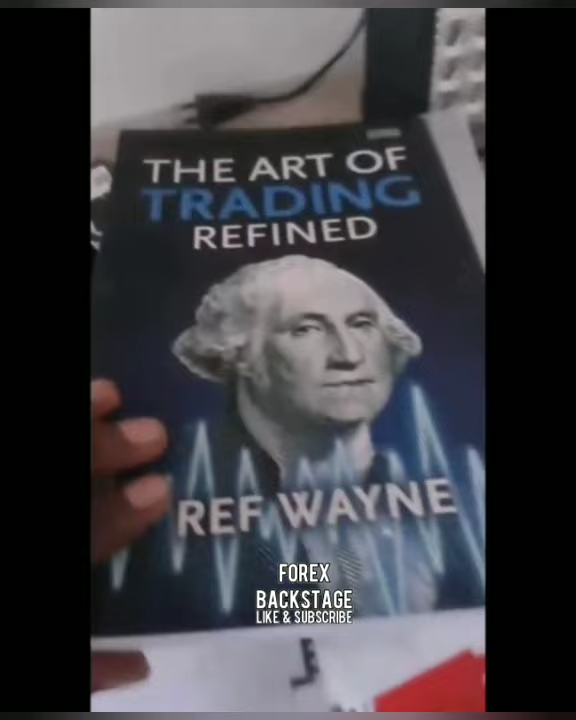 THE ART OF
TRADING
REFINED
REF WAYNE
FOREX
BACKSTAGE
LIKE & SUBSCRIBE